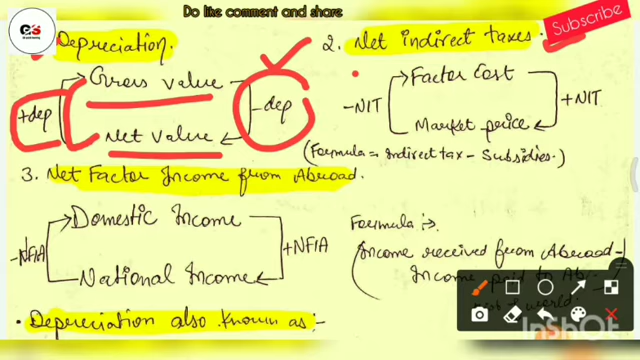 Do like comment and share
Subscribe
es
Depreciation.
Gross value
+dep
-dep
Net value
2. Net indirect taxes
Factor Cost
-NIT
+NIT
Market price
(Formula = Indirect tax - Subsidies.)
3. Net Factor Income from Abroad.
Domestic Income
-NFIA
+NFIA
National Income
Formula :-
Income received from Abroad -
Income paid to Ab.
rest of world.
• Depreciation also known as :-
InShOt